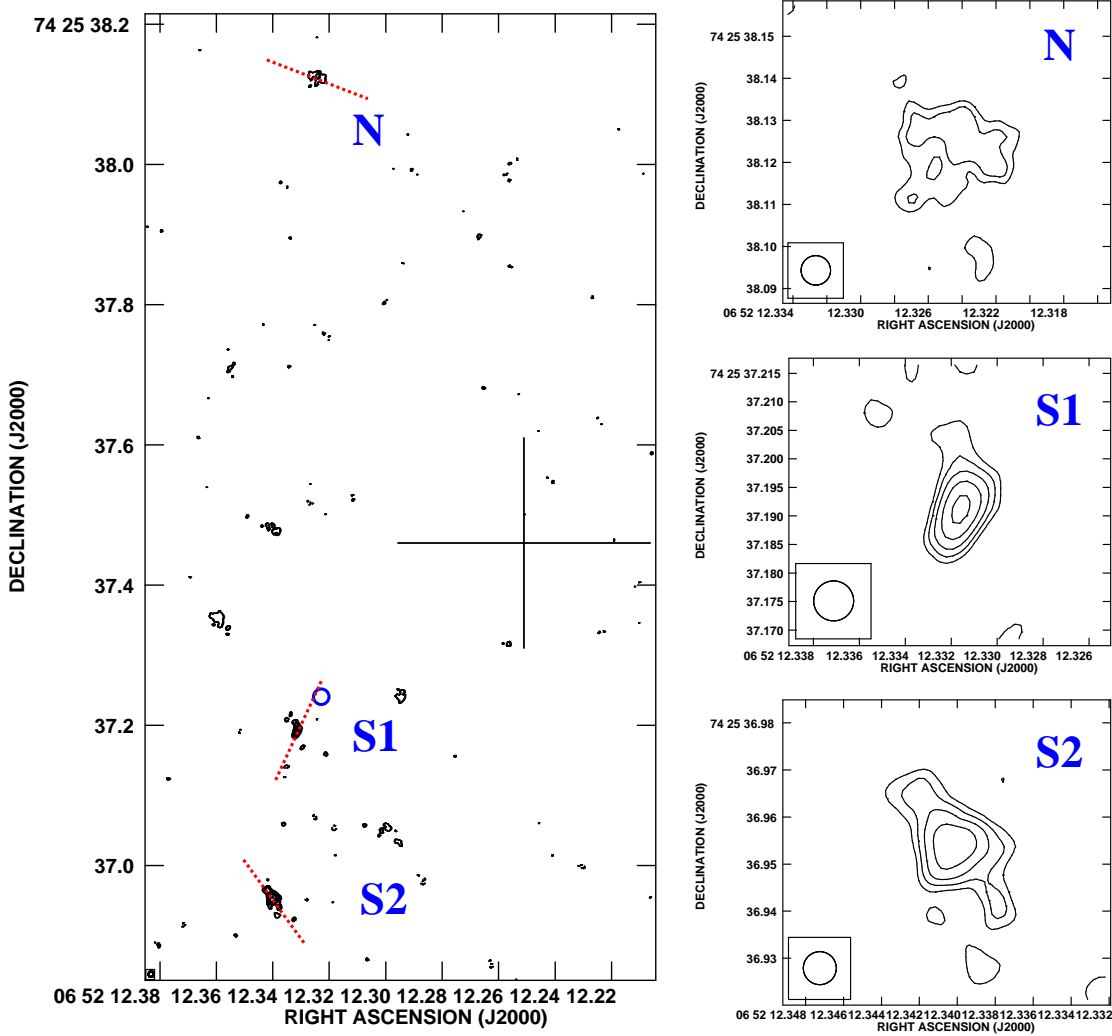 74 25 38.2
38.0
37.8
37.6
37.4
37.2
37.0
DECLINATION (J2000)
N
S1
S2
06 52 12.38 12.36 12.34 12.32 12.30 12.28 12.26 12.24 12.22
RIGHT ASCENSION (J2000)
N
74 25 38.15
38.14
38.13
38.12
38.11
38.10
38.09
DECLINATION (J2000)
06 52 12.334 12.330 12.326 12.322 12.318
RIGHT ASCENSION (J2000)
S1
74 25 37.215
37.210
37.205
37.200
37.195
37.190
37.185
37.180
37.175
37.170
DECLINATION (J2000)
06 52 12.338 12.336 12.334 12.332 12.330 12.328 12.326
RIGHT ASCENSION (J2000)
S2
74 25 36.98
36.97
36.96
36.95
36.94
36.93
DECLINATION (J2000)
06 52 12.348 12.346 12.344 12.342 12.340 12.338 12.336 12.334 12.332
RIGHT ASCENSION (J2000)